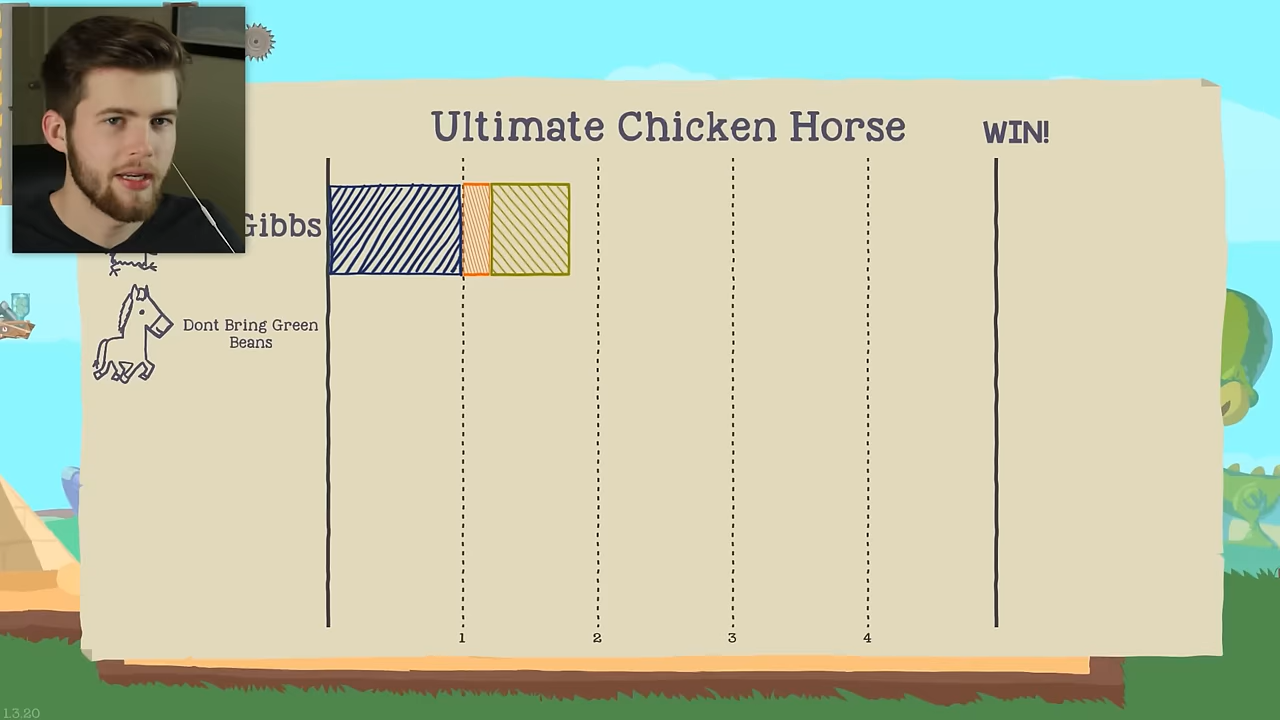 Ultimate Chicken Horse
WIN!
Gibbs
Dont Bring Green
Beans
1 2 3 4
1.3.20